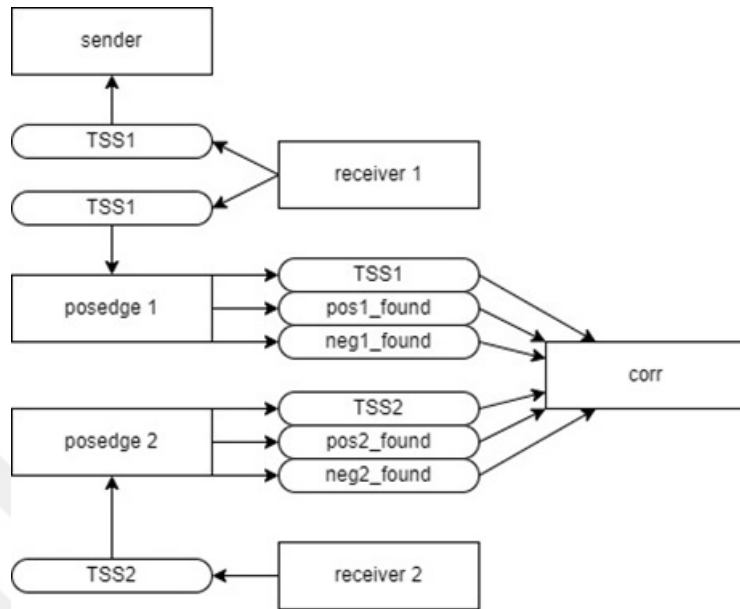 sender
TSS1
receiver 1
TSS1
posedge 1
TSS1
pos1_found
neg1_found
corr
posedge 2
TSS2
pos2_found
neg2_found
TSS2
receiver 2